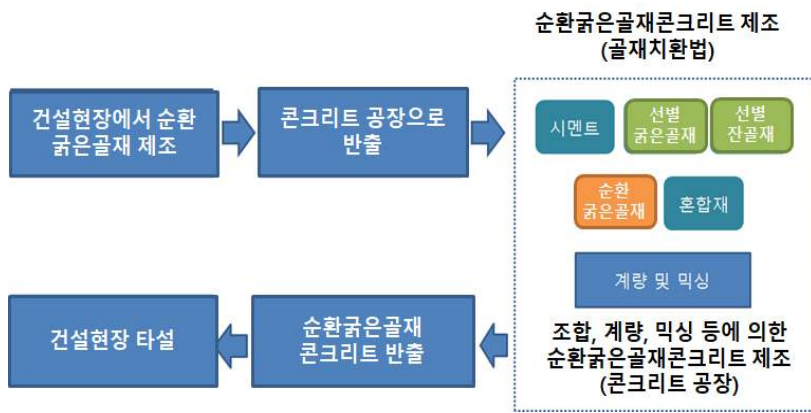 순환굵은골재콘크리트 제조
(골재치환법)
건설현장에서 순환
굵은골재 제조
콘크리트 공장으로
반출
시멘트
선별
굵은골재
선별
잔골재
순환
굵은골재
혼합재
계량 및 믹싱
조합, 계량, 믹싱 등에 의한
순환굵은골재콘크리트 제조
(콘크리트 공장)
순환굵은골재
콘크리트 반출
건설현장 타설